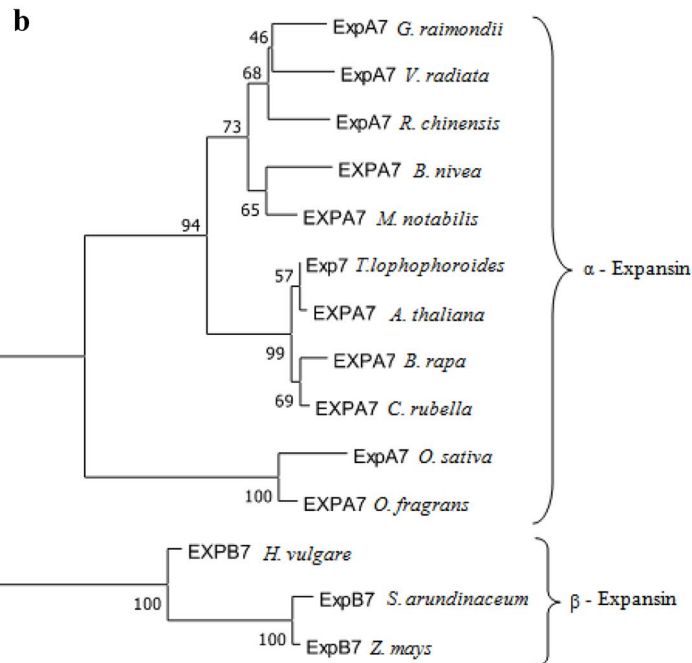 b
46
ExpA7 G. raimondii
68
ExpA7 V. radiata
ExpA7 R. chinensis
73
EXPA7 B. nivea
65
EXPA7 M. notabilis
94
57
Exp7 T.lophophoroides
EXPA7 A. thaliana
α - Expansin
99
EXPA7 B. rapa
69
EXPA7 C. rubella
ExpA7 O. sativa
100
EXPA7 O. fragrans
EXPB7 H. vulgare
100
ExpB7 S. arundinaceum
β - Expansin
100
ExpB7 Z. mays